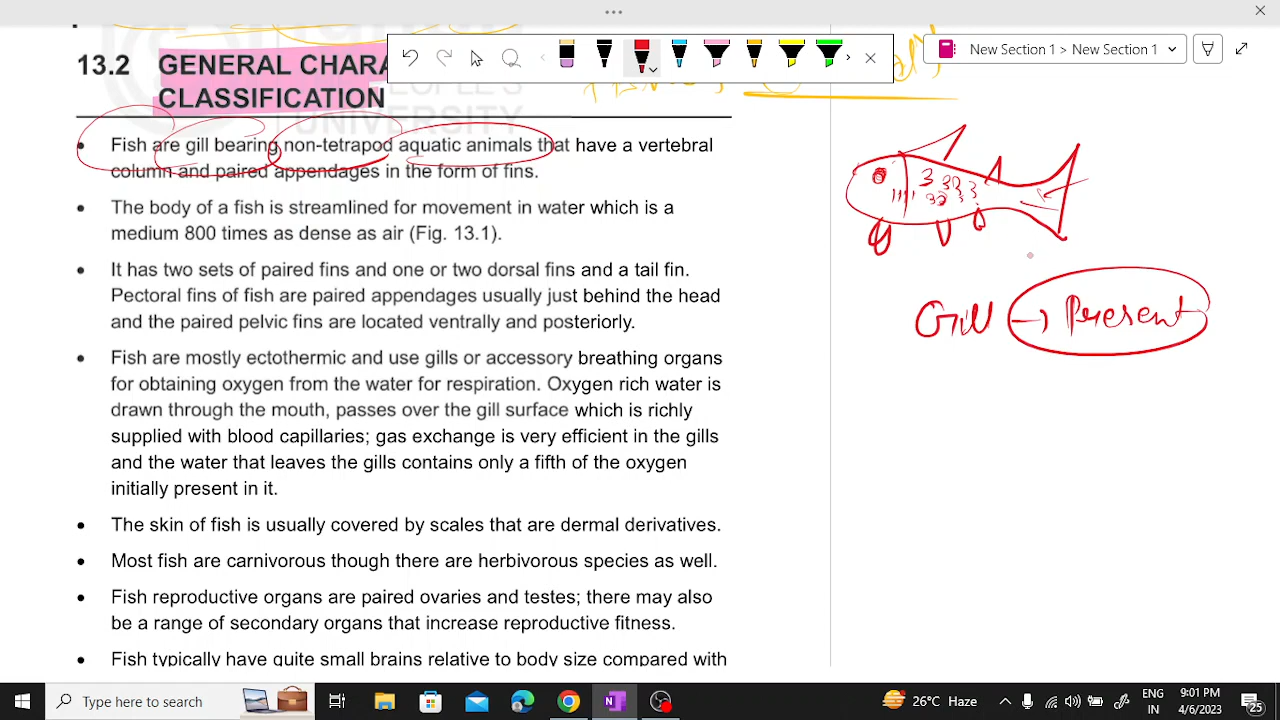 New Section 1 > New Section 1
13.2 GENERAL CHARA
CLASSIFICATION
PEOPLE'S
UNIVERSITY
• Fish are gill bearing non-tetrapod aquatic animals that have a vertebral
column and paired appendages in the form of fins.
• The body of a fish is streamlined for movement in water which is a
medium 800 times as dense as air (Fig. 13.1).
• It has two sets of paired fins and one or two dorsal fins and a tail fin.
Pectoral fins of fish are paired appendages usually just behind the head
and the paired pelvic fins are located ventrally and posteriorly.
• Fish are mostly ectothermic and use gills or accessory breathing organs
for obtaining oxygen from the water for respiration. Oxygen rich water is
drawn through the mouth, passes over the gill surface which is richly
supplied with blood capillaries; gas exchange is very efficient in the gills
and the water that leaves the gills contains only a fifth of the oxygen
initially present in it.
• The skin of fish is usually covered by scales that are dermal derivatives.
• Most fish are carnivorous though there are herbivorous species as well.
• Fish reproductive organs are paired ovaries and testes; there may also
be a range of secondary organs that increase reproductive fitness.
• Fish typically have quite small brains relative to body size compared with
Gill → Present
Type here to search
26°C Haze
ENG
IN
9:01 PM
4/6/2023
25